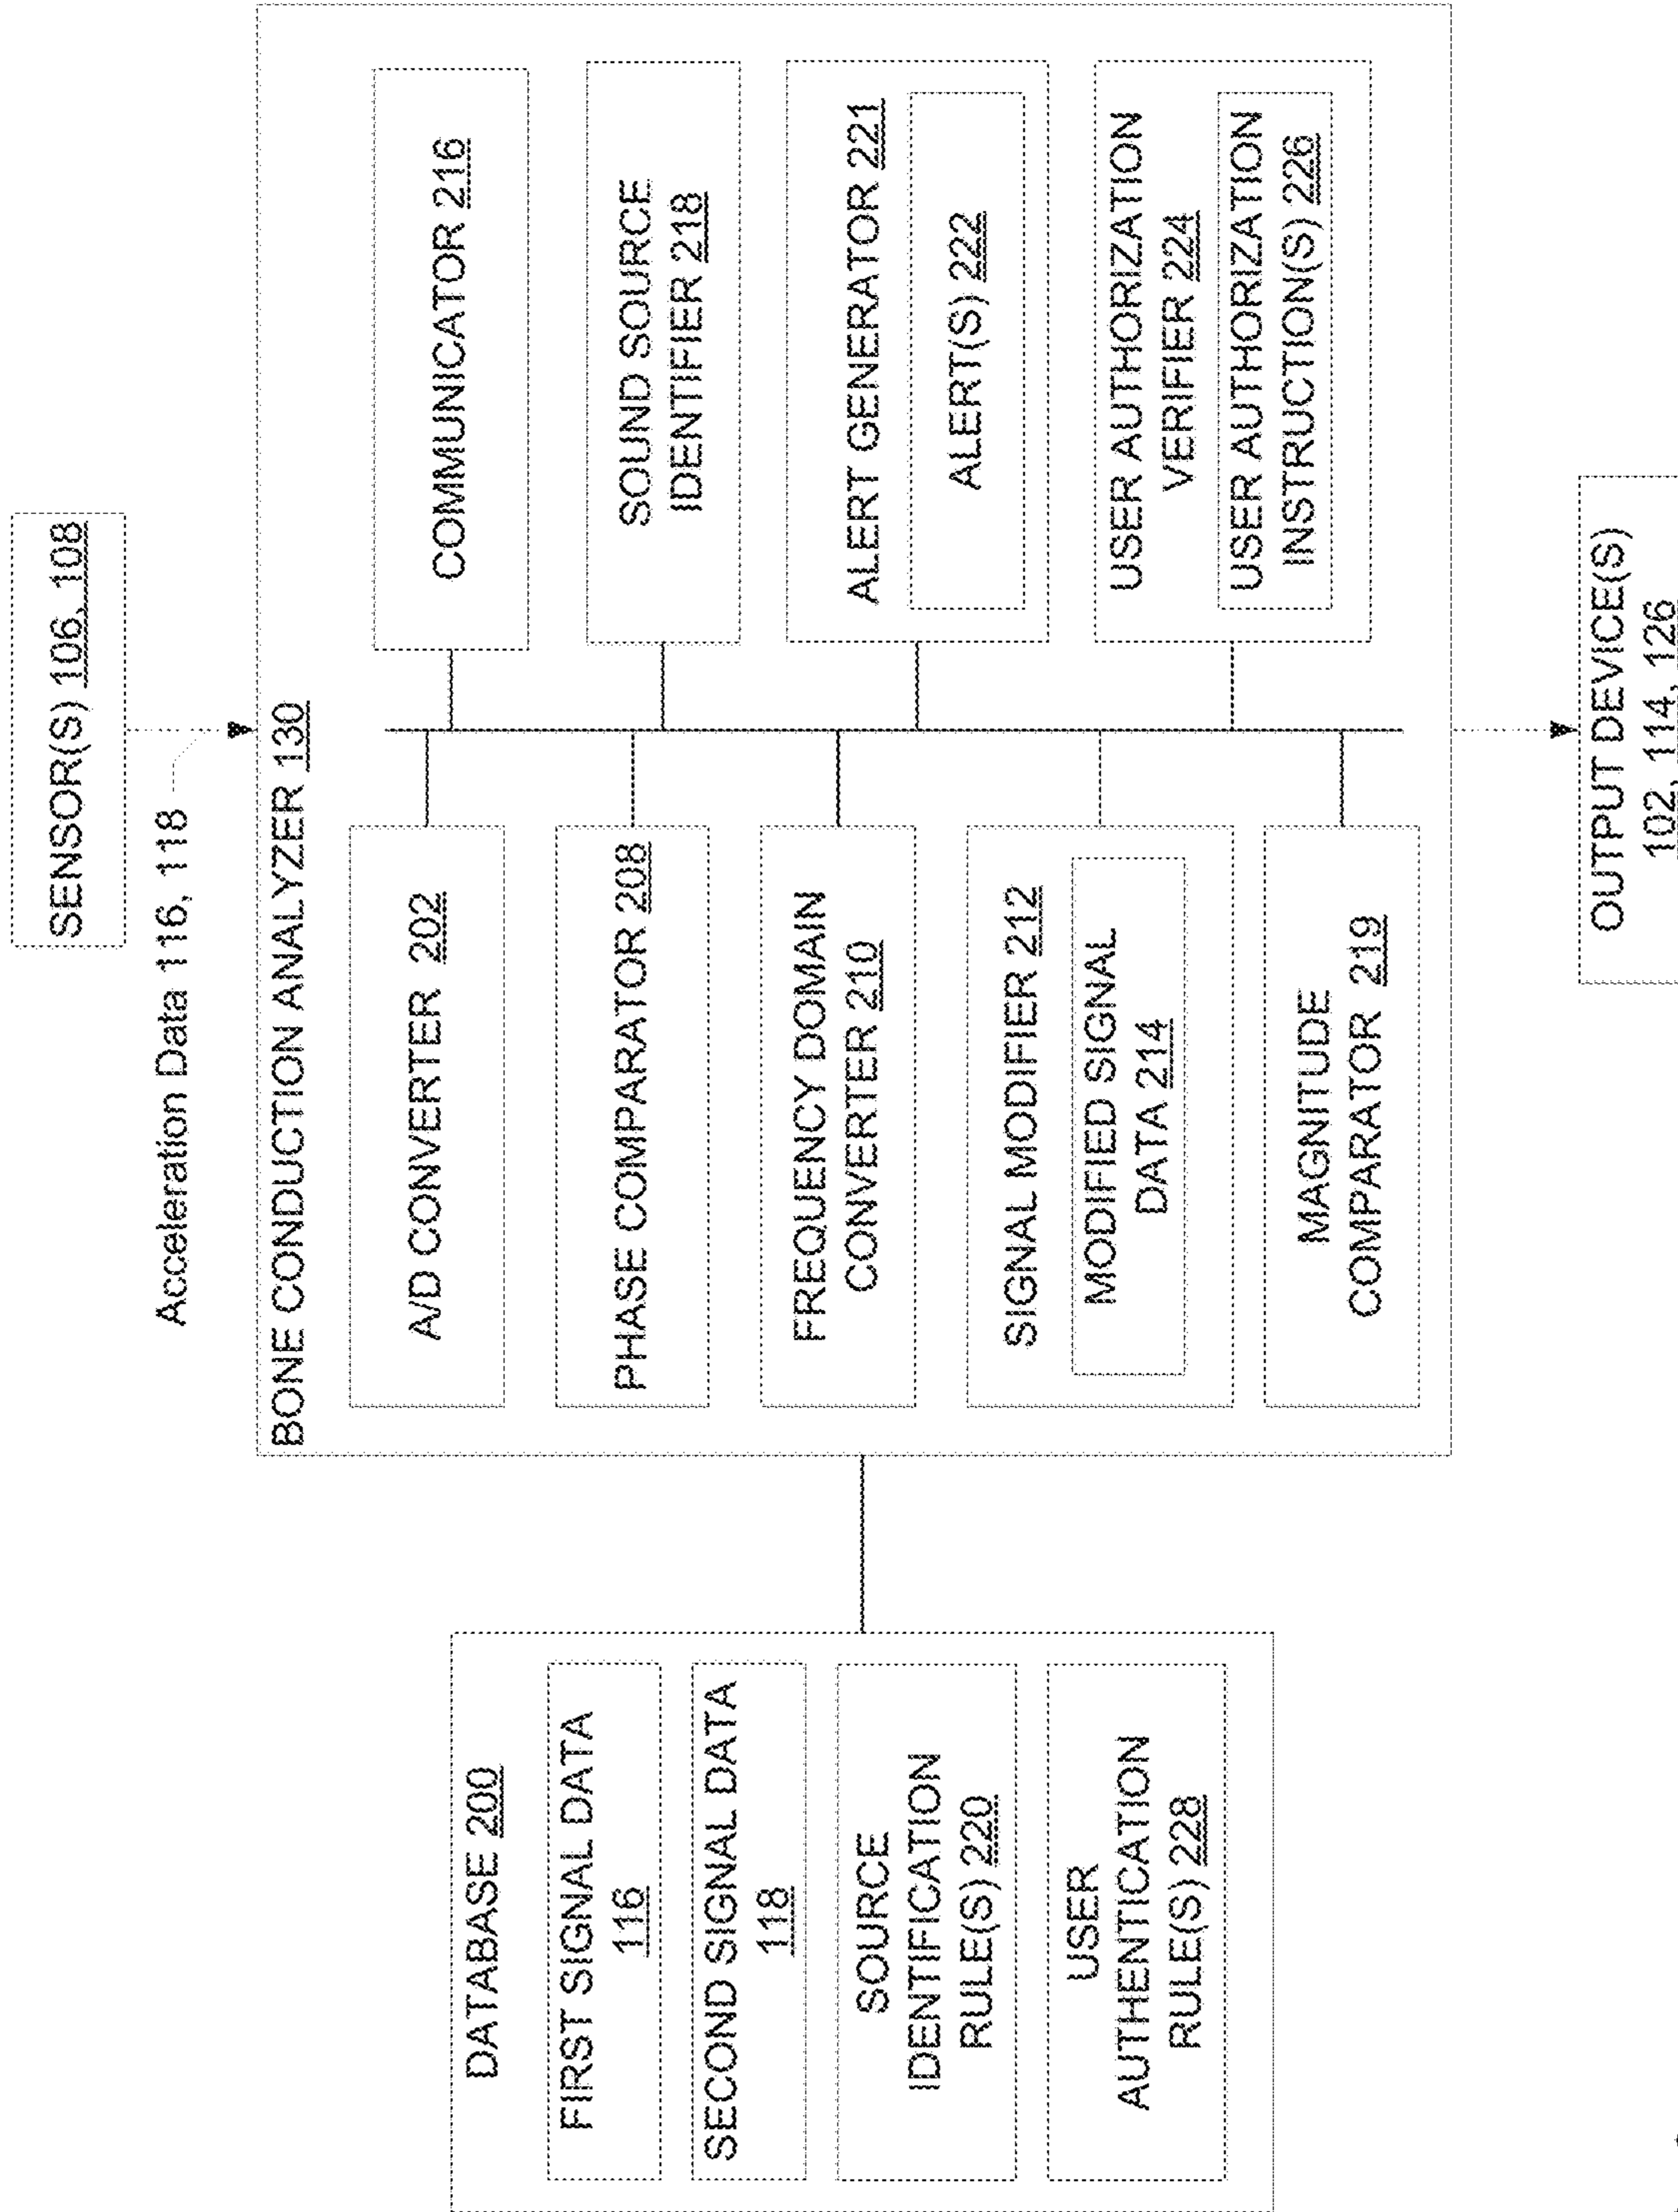 SENSOR(S) 106, 108
Acceleration Data 116, 118
BONE CONDUCTION ANALYZER 130
A/D CONVERTER 202
PHASE COMPARATOR 208
FREQUENCY DOMAIN
CONVERTER 210
SIGNAL MODIFIER 212
MODIFIED SIGNAL
DATA 214
MAGNITUDE
COMPARATOR 219
COMMUNICATOR 216
SOUND SOURCE
IDENTIFIER 218
ALERT GENERATOR 221
ALERT(S) 222
USER AUTHORIZATION
VERIFIER 224
USER AUTHORIZATION
INSTRUCTION(S) 226
DATABASE 200
FIRST SIGNAL DATA
116
SECOND SIGNAL DATA
118
SOURCE
IDENTIFICATION
RULE(S) 220
USER
AUTHENTICATION
RULE(S) 228
OUTPUT DEVICE(S)
102, 114, 126